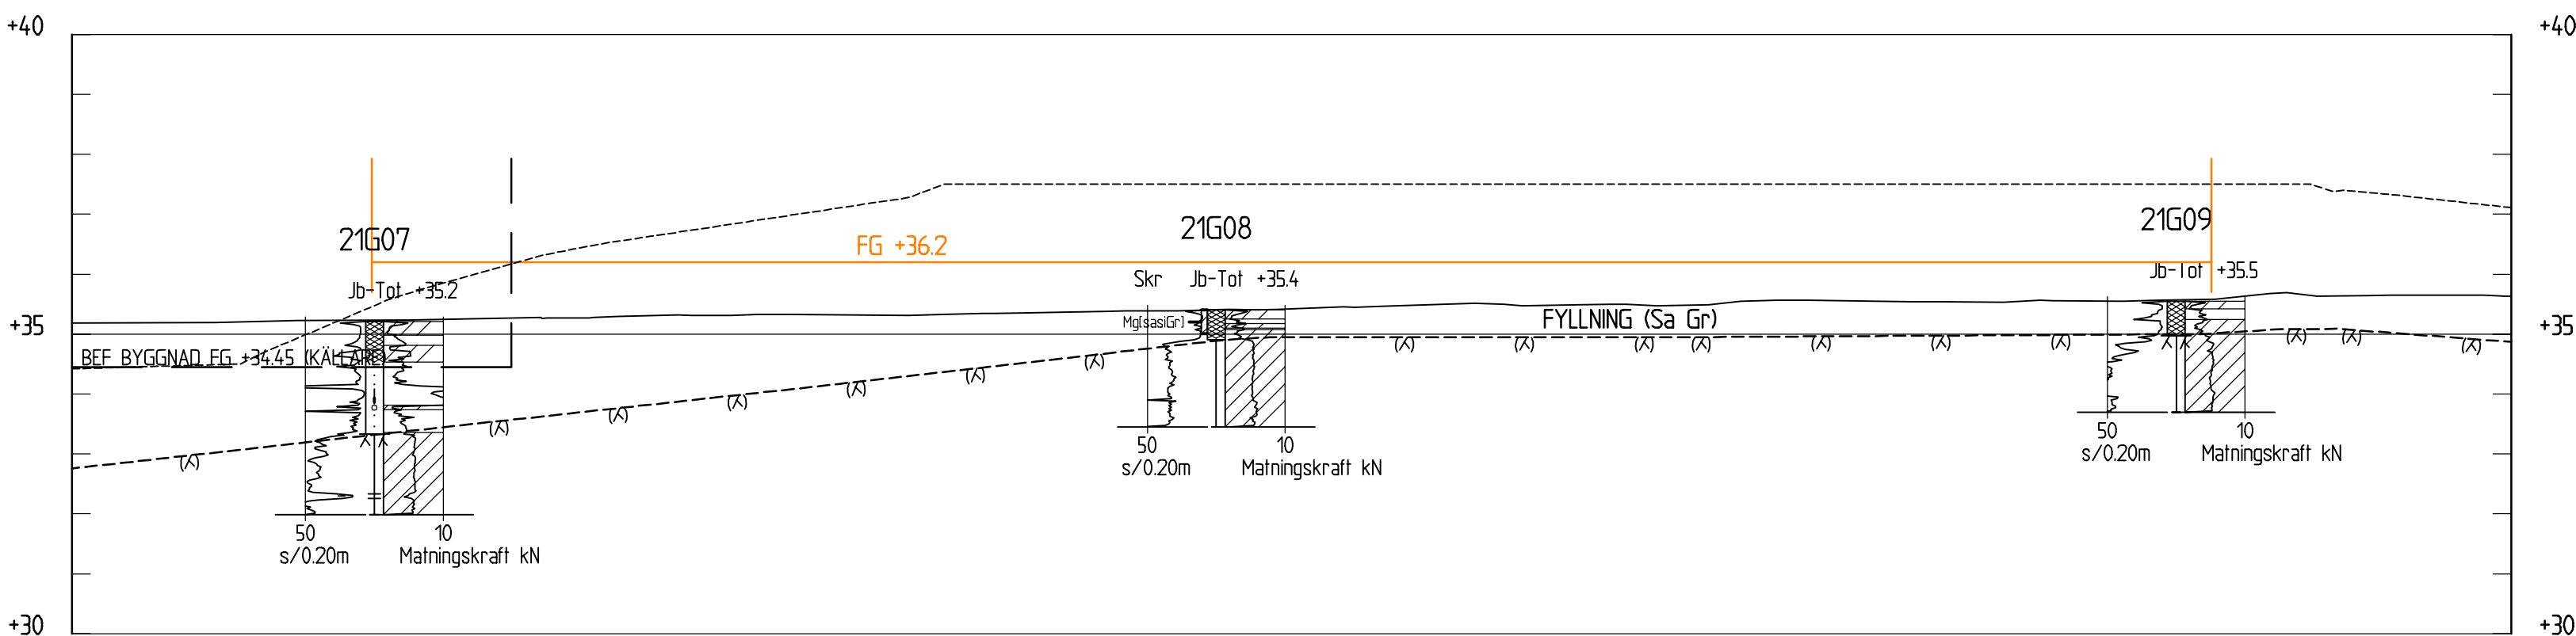 +40 +40
21G07 21G08 21G09
FG +36.2
Jb-Tot +35.2 Skr Jb-Tot +35.4 Jb-Tot +35.5
+35 Mg[sasiGr] FYLLNING (Sa Gr) +35
BEF BYGGNAD FG +34.45 (KÄLLARE)
50 10 50 10 50 10
s/0.20m Matningskraft kN s/0.20m Matningskraft kN s/0.20m Matningskraft kN
+30 +30